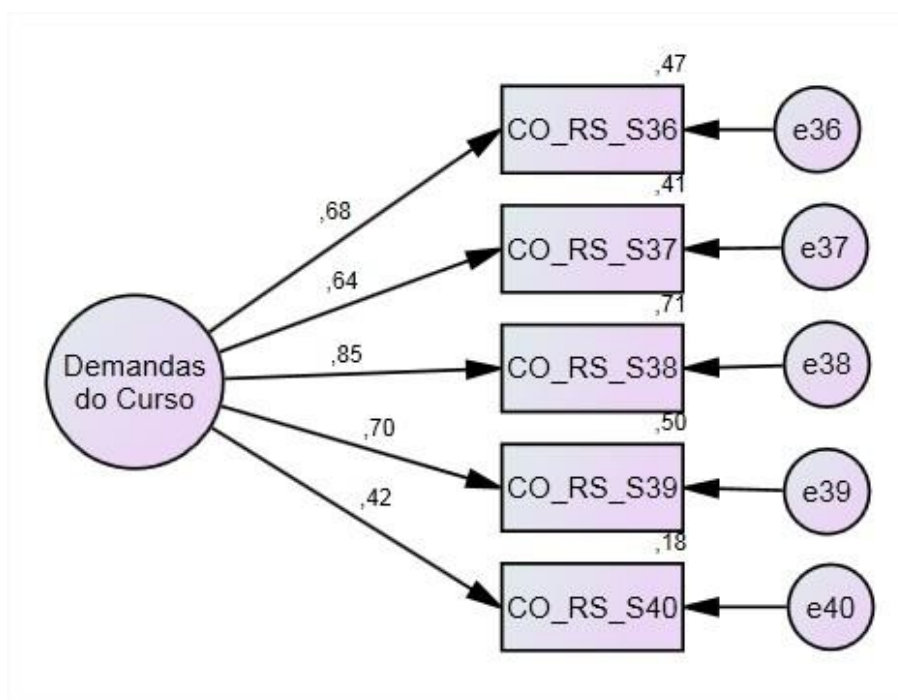 ,47
CO_RS_S36
e36
,68
,41
CO_RS_S37
e37
,64
,71
Demandas
do Curso
,85
CO_RS_S38
e38
,50
,70
CO_RS_S39
e39
,42
,18
CO_RS_S40
e40